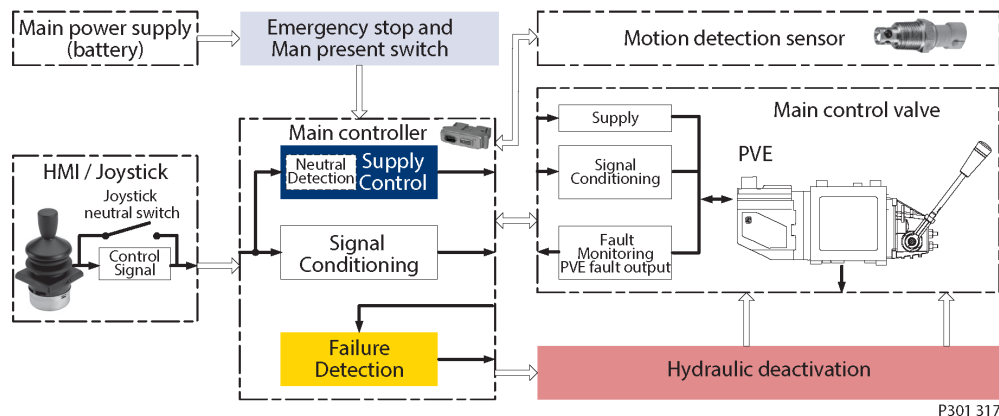 Main power supply
(battery)
Emergency stop and
Man present switch
Motion detection sensor
Main controller
Neutral
Detection
Supply
Control
Signal
Conditioning
Failure
Detection
HMI / Joystick
Joystick
neutral switch
Control
Signal
Main control valve
Supply
Signal
Conditioning
Fault
Monitoring
PVE fault output
PVE
Hydraulic deactivation
P301 317